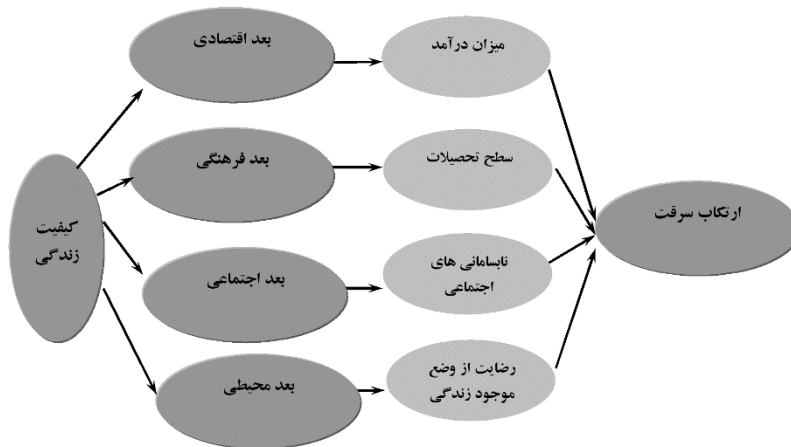 بعد اقتصادی
میزان درآمد
بعد فرهنگی
سطح تحصیلات
ارتکاب سرقت
کیفیت
زندگی
بعد اجتماعی
نابسامانی های
اجتماعی
بعد محیطی
رضایت از وضع
موجود زندگی